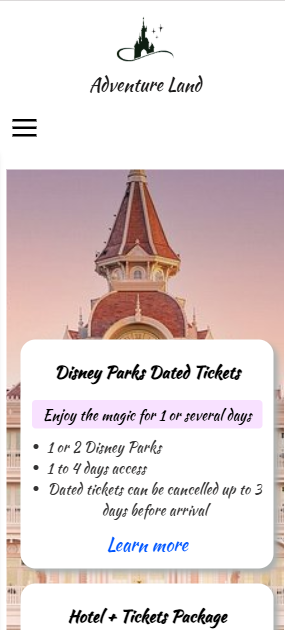 Adventure Land
Disney Parks Dated Tickets
Enjoy the magic for 1 or several days
1 or 2 Disney Parks
1 to 4 days access
Dated tickets can be cancelled up to 3
days before arrival
Learn more
Hotel + Tickets Package